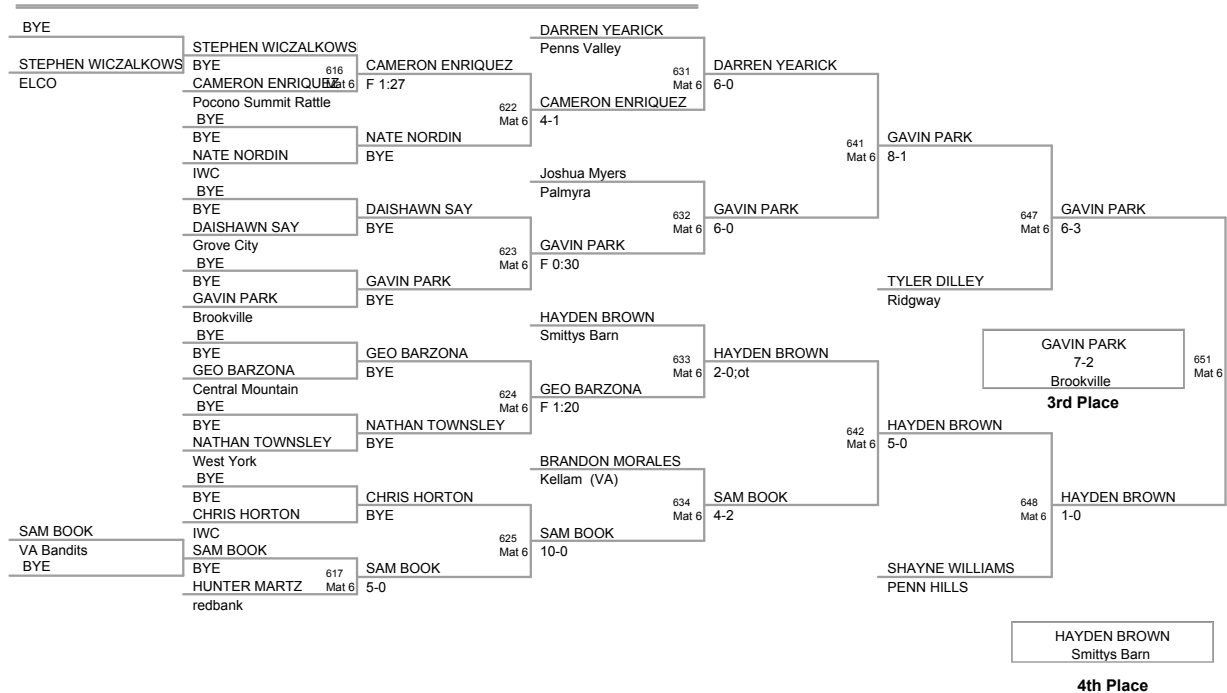 BYE
STEPHEN WICZALKOWS
ELCO
SAM BOOK
VA Bandits
BYE
STEPHEN WICZALKOWS
BYE
616
Mat 6
CAMERON ENRIQUEZ
Pocono Summit Rattle
BYE
BYE
NATE NORDIN
IWC
BYE
BYE
DAISHAWN SAY
Grove City
BYE
BYE
GAVIN PARK
Brookville
BYE
BYE
GEO BARZONA
Central Mountain
BYE
BYE
NATHAN TOWNSLEY
West York
BYE
BYE
CHRIS HORTON
IWC
SAM BOOK
BYE
617
Mat 6
HUNTER MARTZ
redbank
CAMERON ENRIQUEZ
F 1:27
622
Mat 6
NATE NORDIN
BYE
DAISHAWN SAY
BYE
623
Mat 6
GAVIN PARK
BYE
GEO BARZONA
BYE
624
Mat 6
NATHAN TOWNSLEY
BYE
CHRIS HORTON
BYE
625
Mat 6
SAM BOOK
5-0
DARREN YEARICK
Penns Valley
631
Mat 6
CAMERON ENRIQUEZ
4-1
Joshua Myers
Palmyra
632
Mat 6
GAVIN PARK
F 0:30
HAYDEN BROWN
Smittys Barn
633
Mat 6
GEO BARZONA
F 1:20
BRANDON MORALES
Kellam (VA)
634
Mat 6
SAM BOOK
10-0
DARREN YEARICK
6-0
641
Mat 6
GAVIN PARK
6-0
HAYDEN BROWN
2-0;ot
642
Mat 6
SAM BOOK
4-2
GAVIN PARK
8-1
647
Mat 6
TYLER DILLEY
Ridgway
HAYDEN BROWN
5-0
648
Mat 6
SHAYNE WILLIAMS
PENN HILLS
GAVIN PARK
6-3
651
Mat 6
HAYDEN BROWN
1-0
GAVIN PARK
7-2
Brookville
3rd Place
HAYDEN BROWN
Smittys Barn
4th Place